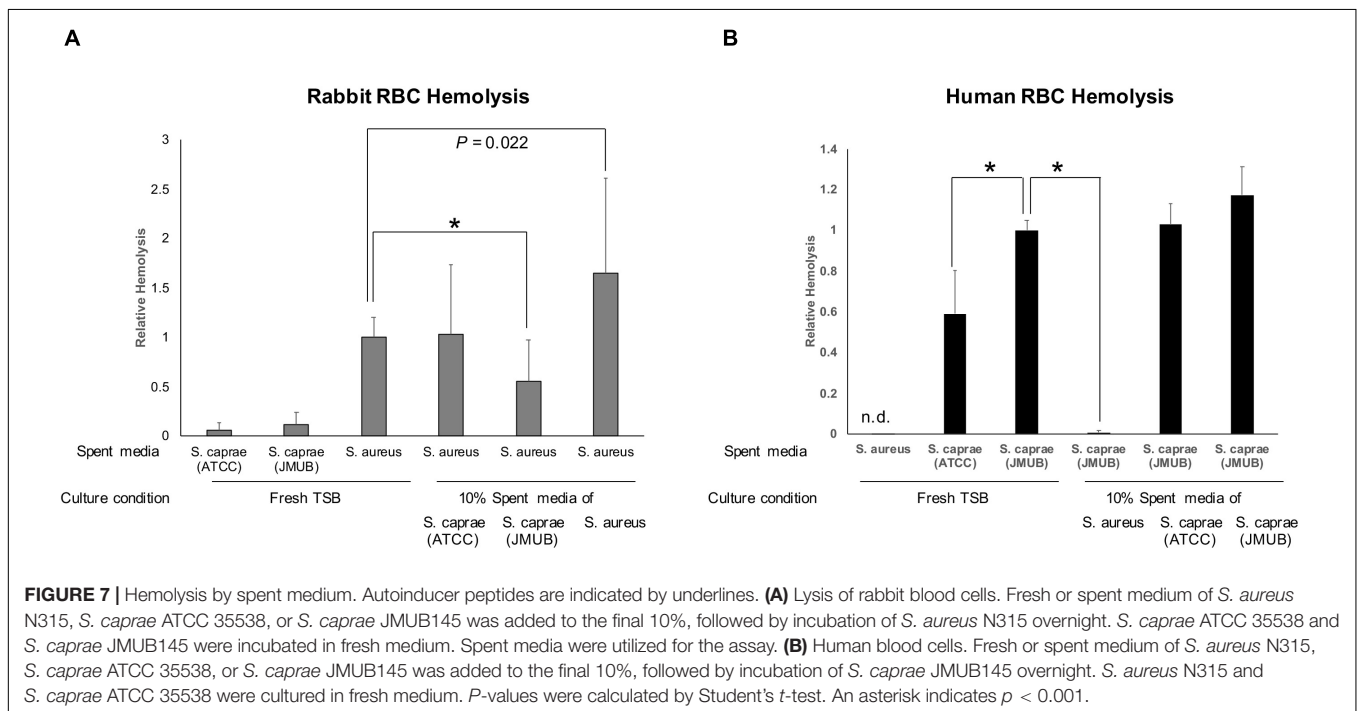 A
B
Rabbit RBC Hemolysis
3
P = 0.022
2.5
2
*
1.5
1
0.5
0
Relative Hemolysis
Spent media
S. caprae (ATCC)
S. caprae (JMUB)
S. aureus
S. aureus
S. aureus
S. aureus
Culture condition
Fresh TSB
10% Spent media of
S. caprae (ATCC)
S. caprae (JMUB)
S. aureus
Human RBC Hemolysis
1.4
*
*
1.2
1
0.8
0.6
0.4
0.2
0
Relative Hemolysis
n.d.
Spent media
S. aureus
S. caprae (ATCC)
S. caprae (JMUB)
S. caprae (JMUB)
S. caprae (JMUB)
S. caprae (JMUB)
Culture condition
Fresh TSB
10% Spent media of
S. aureus
S. caprae (ATCC)
S. caprae (JMUB)
FIGURE 7 | Hemolysis by spent medium. Autoinducer peptides are indicated by underlines. (A) Lysis of rabbit blood cells. Fresh or spent medium of S. aureus
N315, S. caprae ATCC 35538, or S. caprae JMUB145 was added to the final 10%, followed by incubation of S. aureus N315 overnight. S. caprae ATCC 35538 and
S. caprae JMUB145 were incubated in fresh medium. Spent media were utilized for the assay. (B) Human blood cells. Fresh or spent medium of S. aureus N315,
S. caprae ATCC 35538, or S. caprae JMUB145 was added to the final 10%, followed by incubation of S. caprae JMUB145 overnight. S. aureus N315 and
S. caprae ATCC 35538 were cultured in fresh medium. P-values were calculated by Student's t-test. An asterisk indicates p < 0.001.